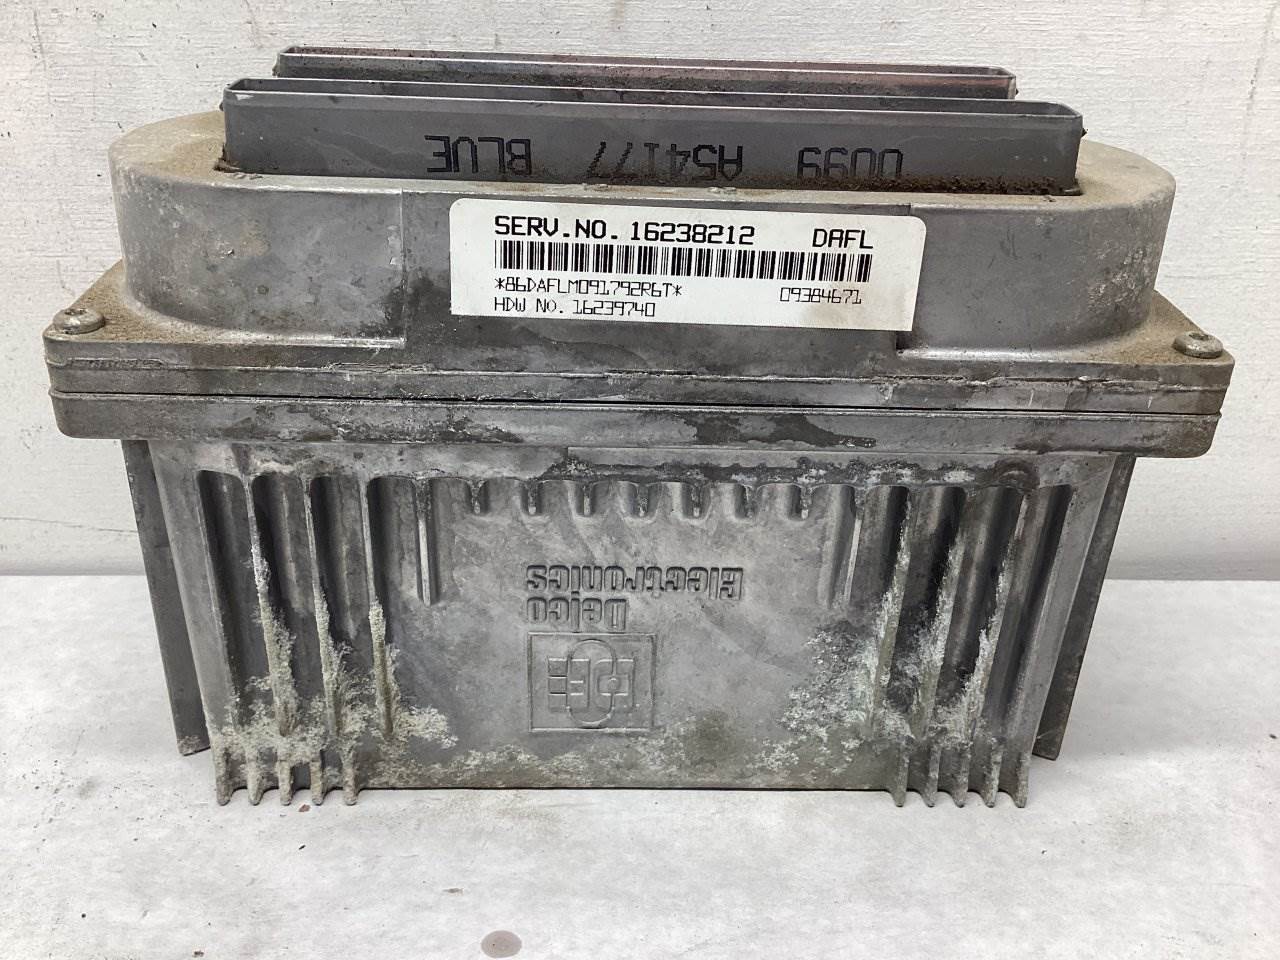 0099 A54177 BLUE
SERV.NO. 16238212 DAFL
*86DAFLM091792R6T* 09384671
HDW NO. 16239740
Delco
Electronics